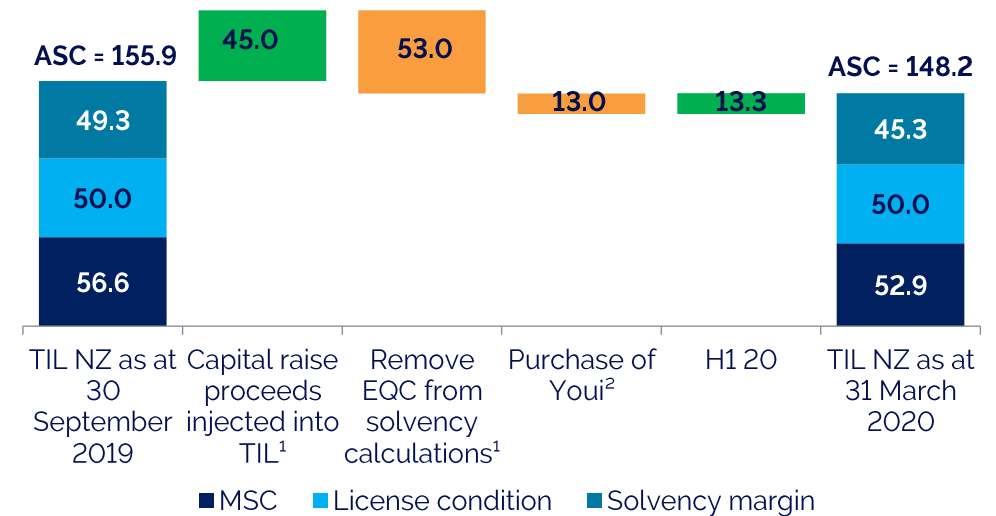 ASC = 155.9
45.0
53.0
13.0
13.3
ASC = 148.2
49.3
50.0
56.6
45.3
50.0
52.9
TIL NZ as at
30
September
2019
Capital raise
proceeds
injected into
TIL¹
Remove
EQC from
solvency
calculations¹
Purchase of
Youi²
H1 20
TIL NZ as at
31 March
2020
MSC License condition Solvency margin